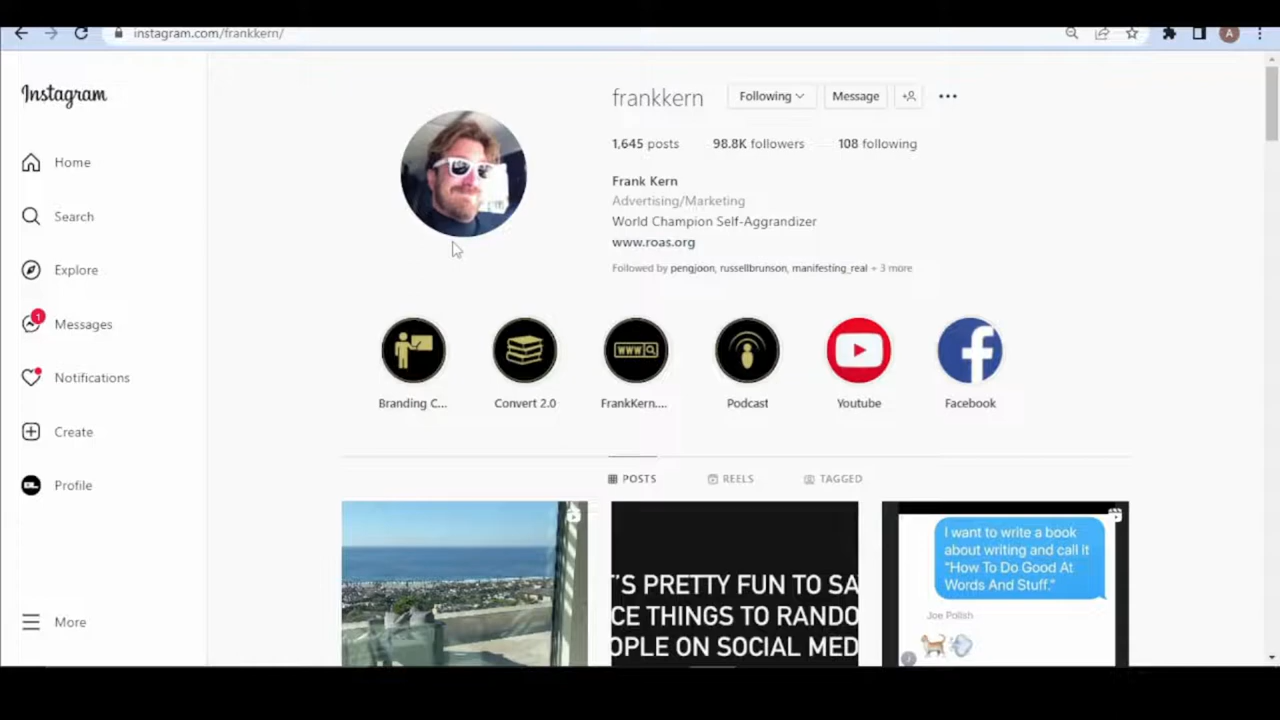 instagram.com/frankkern/
A
Instagram
Home
Search
Explore
1
Messages
Notifications
Create
Profile
More
frankkern
Following
Message
1,645 posts 98.8K followers 108 following
Frank Kern
Advertising/Marketing
World Champion Self-Aggrandizer
www.roas.org
Followed by pengjoon, russellbrunson, manifesting_real + 3 more
WWW
Branding C... Convert 2.0 FrankKern.... Podcast Youtube Facebook
POSTS REELS TAGGED
'S PRETTY FUN TO SA
CE THINGS TO RANDO
OPLE ON SOCIAL MED
I want to write a book
about writing and call it
"How To Do Good At
Words And Stuff."
Joe Polish